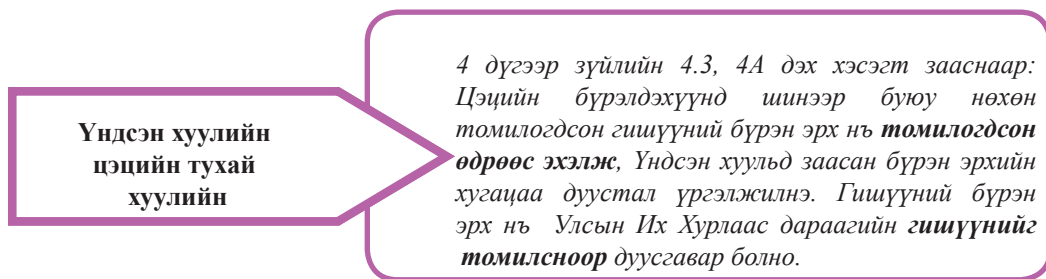 Үндсэн хуулийн
цэцийн тухай
хуулийн
4 дүгээр зүйлийн 4.3, 4А дэх хэсэгт зааснаар:
Цэцийн бүрэлдэхүүнд шинээр буюу нөхөн
томилогдсон гишүүний бүрэн эрх нъ томилогдсон
өдрөөс эхэлж, Үндсэн хуульд заасан бүрэн эрхийн
хугацаа дуустал үргэлжилнэ. Гишүүний бүрэн
эрх нъ Улсын Их Хурлаас дараагийн гишүүнийг
томилсноор дуусгавар болно.